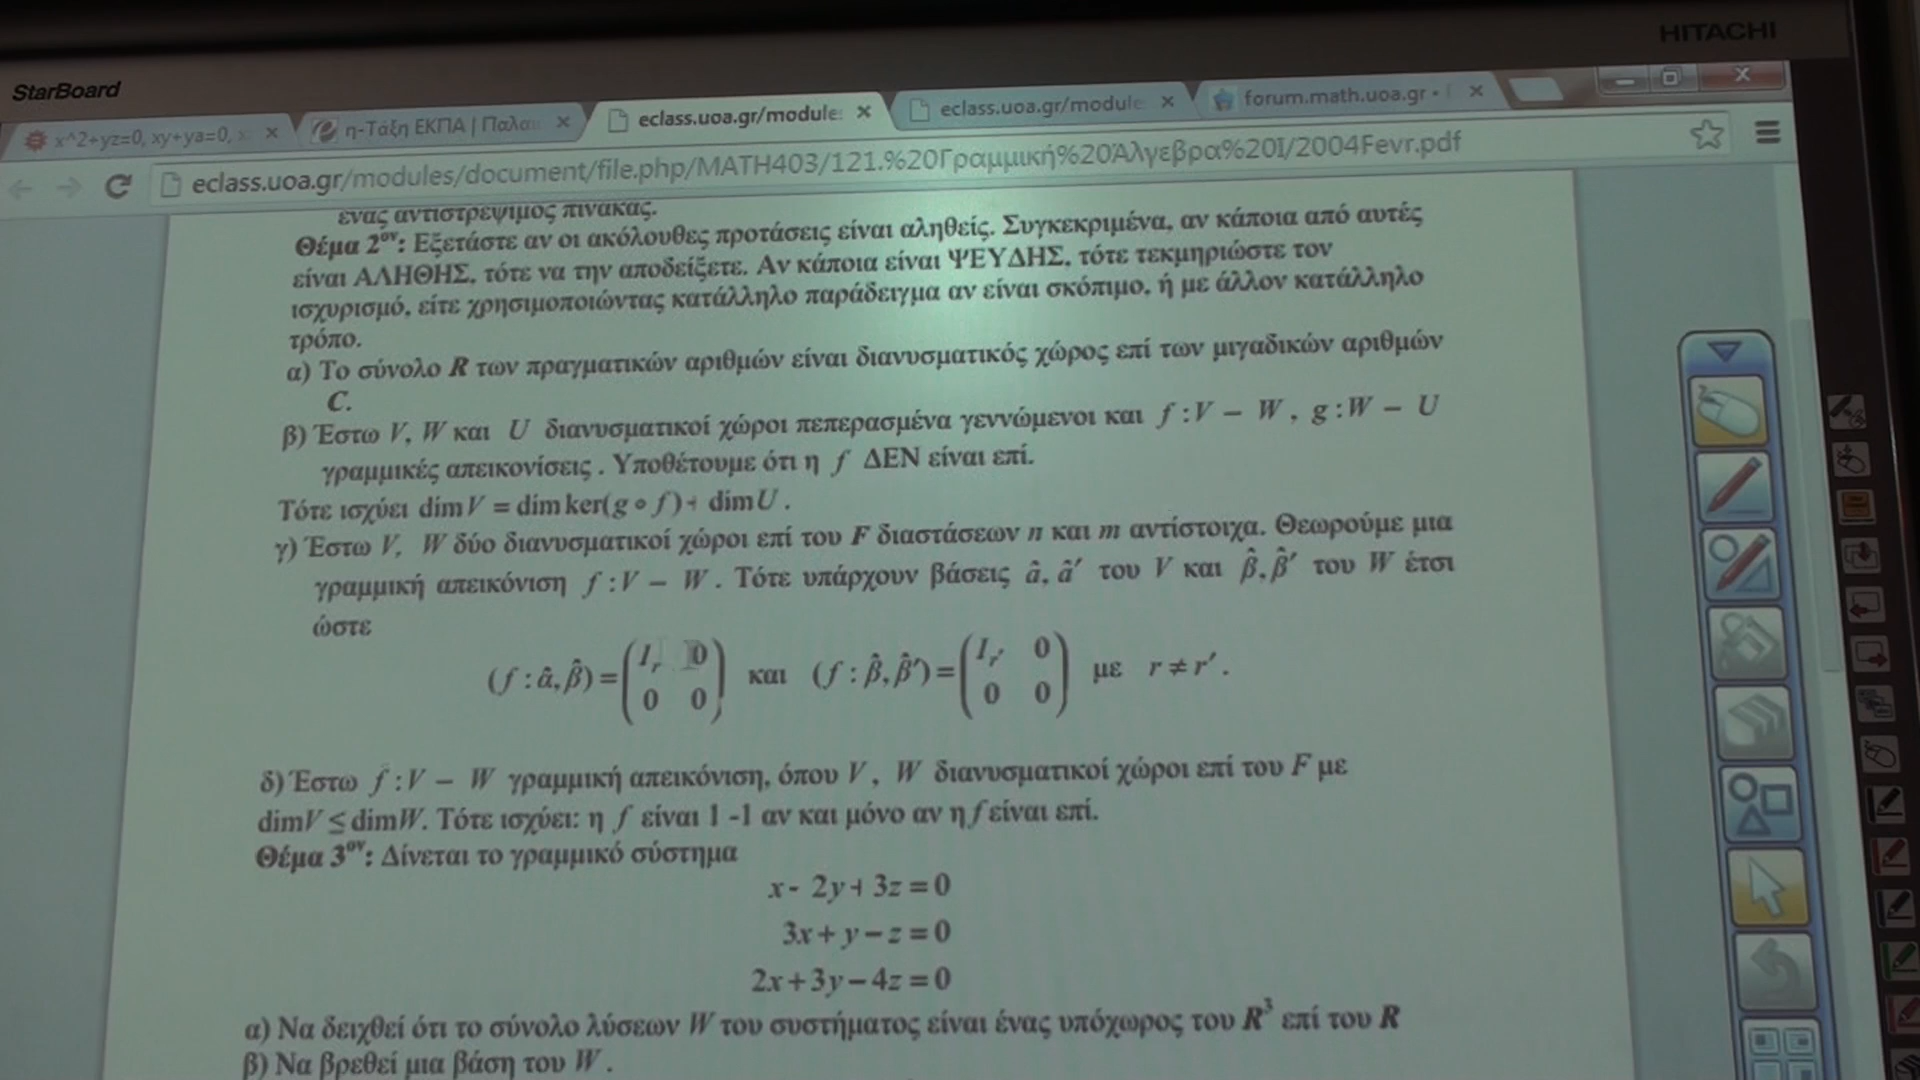 HITACHI
StarBoard
x^2+yz=0, xy+ya=0, x
η-Τάξη ΕΚΠΑ | Παλαι
eclass.uoa.gr/module
eclass.uoa.gr/module
forum.math.uoa.gr •
eclass.uoa.gr/modules/document/file.php/MATH403/121.%20Γραμμική%20Άλγεβρα%20I/2004Fevr.pdf
ένας αντιστρέψιμος πίνακας.
Θέμα 2ον: Εξετάστε αν οι ακόλουθες προτάσεις είναι αληθείς. Συγκεκριμένα, αν κάποια από αυτές
είναι ΑΛΗΘΗΣ, τότε να την αποδείξετε. Αν κάποια είναι ΨΕΥΔΗΣ, τότε τεκμηριώστε τον
ισχυρισμό, είτε χρησιμοποιώντας κατάλληλο παράδειγμα αν είναι σκόπιμο, ή με άλλον κατάλληλο
τρόπο.
α) Το σύνολο R των πραγματικών αριθμών είναι διανυσματικός χώρος επί των μιγαδικών αριθμών
C.
β) Έστω V, W και U διανυσματικοί χώροι πεπερασμένα γεννώμενοι και f : V − W , g : W − U
γραμμικές απεικονίσεις . Υποθέτουμε ότι η f ΔΕΝ είναι επί.
Τότε ισχύει dim V = dim ker(g ∘ f) + dim U .
γ) Έστω V, W δύο διανυσματικοί χώροι επί του F διαστάσεων n και m αντίστοιχα. Θεωρούμε μια
γραμμική απεικόνιση f : V − W . Τότε υπάρχουν βάσεις â, â′ του V και β̂, β̂′ του W έτσι
ώστε
(f : â, β̂) = (I_r 0 και (f : β̂, β̂′) = (I_r′ 0 με r ≠ r′ .
0 0) 0 0)
δ) Έστω f : V − W γραμμική απεικόνιση, όπου V , W διανυσματικοί χώροι επί του F με
dimV ≤ dimW. Τότε ισχύει: η f είναι 1 -1 αν και μόνο αν η f είναι επί.
Θέμα 3ον: Δίνεται το γραμμικό σύστημα
x - 2y + 3z = 0
3x + y − z = 0
2x + 3y − 4z = 0
α) Να δειχθεί ότι το σύνολο λύσεων W του συστήματος είναι ένας υπόχωρος του R³ επί του R
β) Να βρεθεί μια βάση του W .